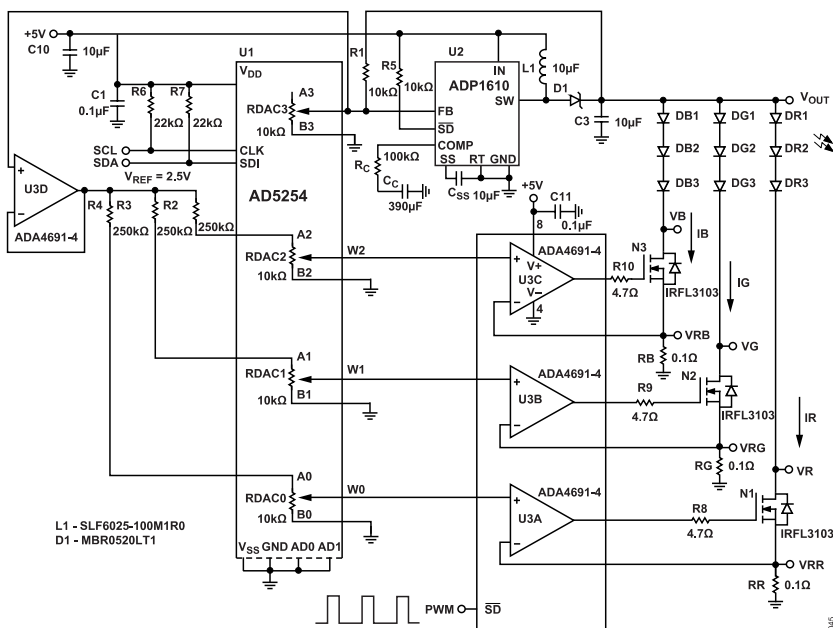 +5V
C10
10µF
U1
R1
R5
10kΩ
10kΩ
U2
IN
ADP1610
SW
L1
10µF
D1
VOUT
C1
0.1µF
R6
R7
22kΩ
22kΩ
VDD
A3
RDAC3
10kΩ
B3
FB
SD
COMP
SS
RT
GND
C3
10µF
DB1
DG1
DR1
DB2
DG2
DR2
DB3
DG3
DR3
SCL
SDA
CLK
SDI
RC
100kΩ
CC
390µF
CSS
10µF
VREF = 2.5V
AD5254
+5V
C11
0.1µF
U3D
ADA4691-4
R4
R3
R2
250kΩ
250kΩ
250kΩ
A2
W2
RDAC2
10kΩ
B2
8
ADA4691-4
V+
U3C
V−
4
R10
4.7Ω
N3
VB
IB
IRFL3103
VRB
RB
0.1Ω
IG
VG
A1
W1
RDAC1
10kΩ
B1
ADA4691-4
U3B
R9
4.7Ω
N2
IRFL3103
IR
VRG
RG
0.1Ω
VR
A0
W0
RDAC0
10kΩ
B0
ADA4691-4
U3A
R8
4.7Ω
N1
IRFL3103
VRR
RR
0.1Ω
L1 - SLF6025-100M1R0
D1 - MBR0520LT1
VSS GND AD0 AD1
PWM
SD